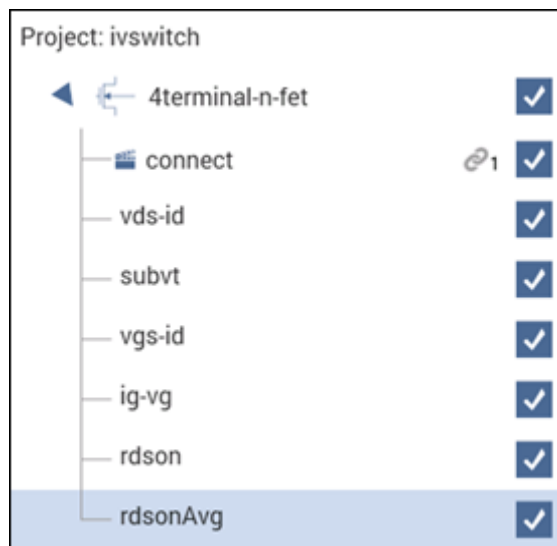 Project: ivswitch
4terminal-n-fet
connect 1
vds-id
subvt
vgs-id
ig-vg
rdson
rdsonAvg